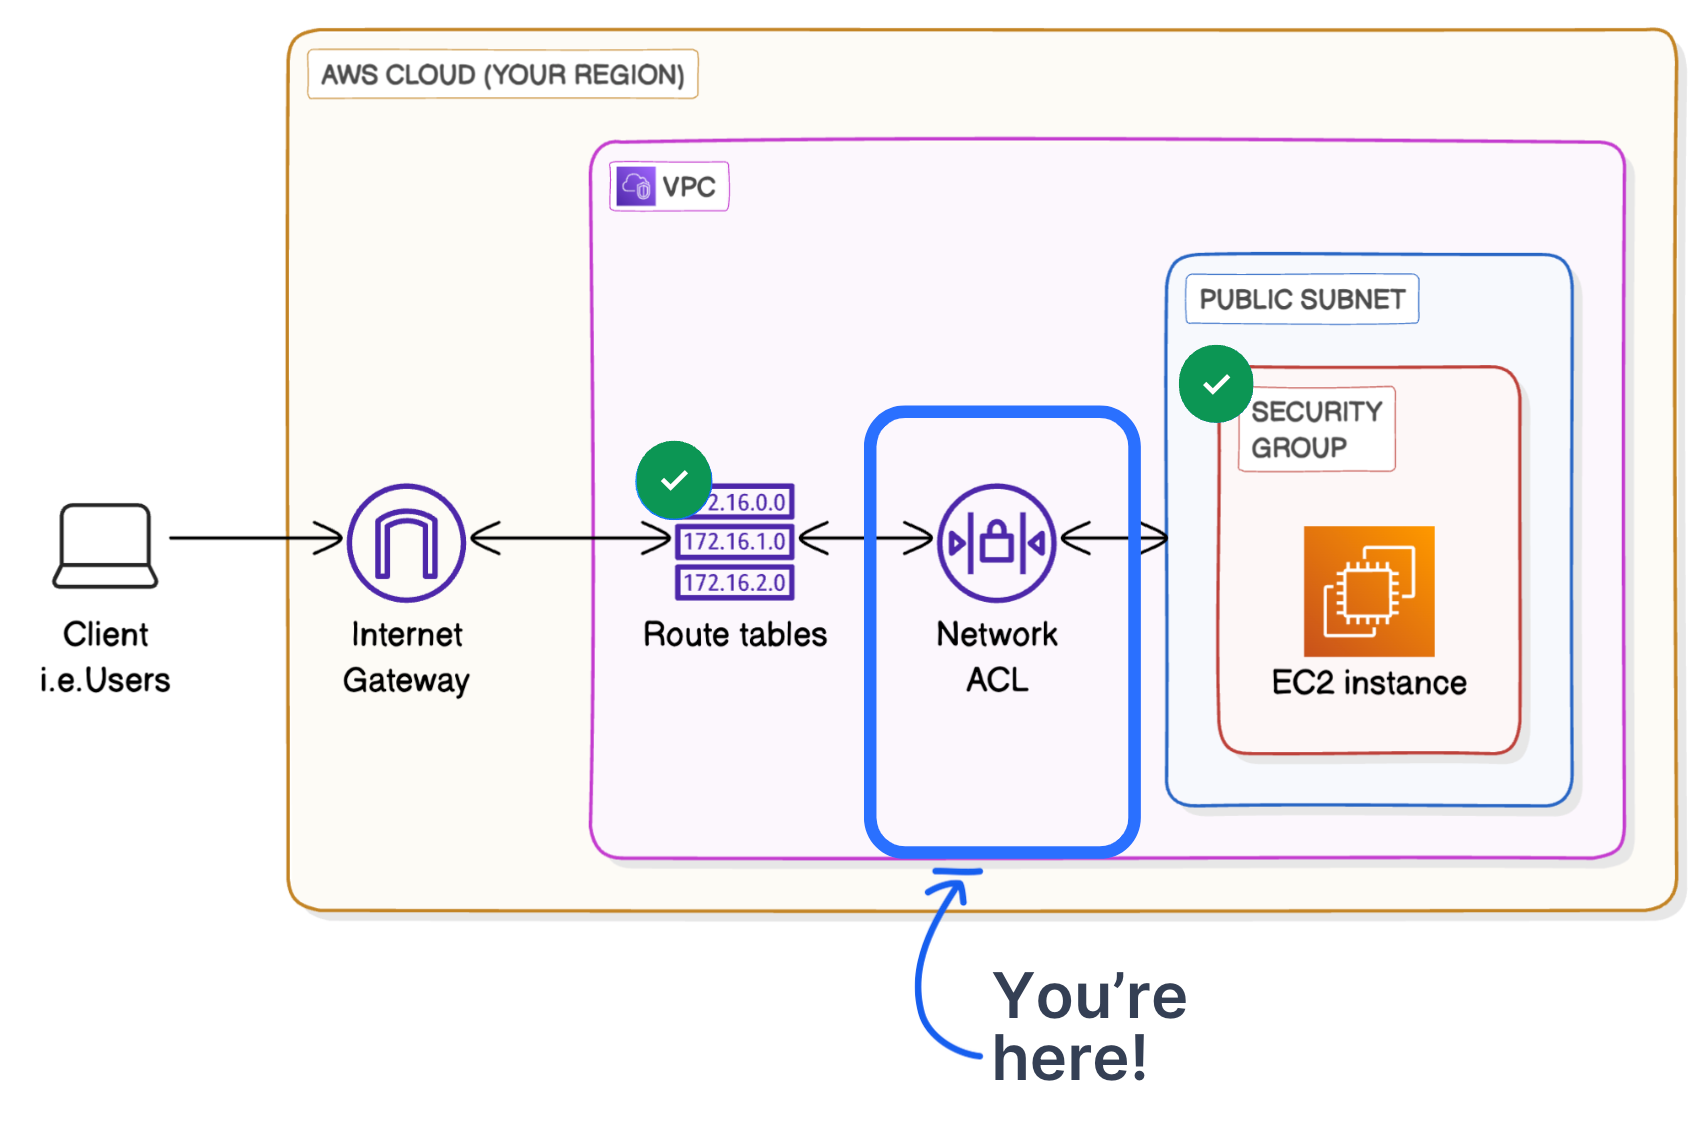 AWS CLOUD (YOUR REGION)
VPC
PUBLIC SUBNET
SECURITY
GROUP
2.16.0.0
172.16.1.0
172.16.2.0
Client
i.e.Users
Internet
Gateway
Route tables
Network
ACL
EC2 instance
You're
here!